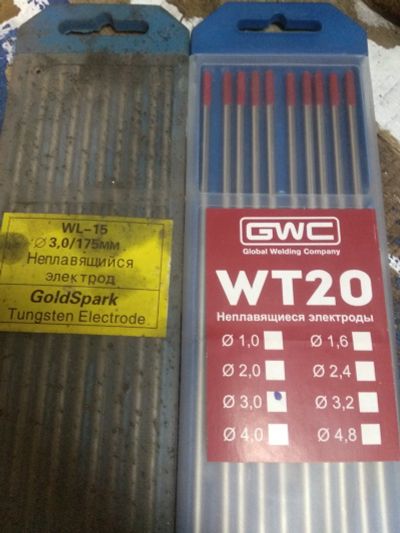 WL-15
Ø 3,0/175мм
Неплавящийся
электрод
GoldSpark
Tungsten Electrode
GWC
Global Welding Company
WT20
Неплавящиеся электроды
Ø 1,0 Ø 1,6
Ø 2,0 Ø 2,4
Ø 3,0 Ø 3,2
Ø 4,0 Ø 4,8